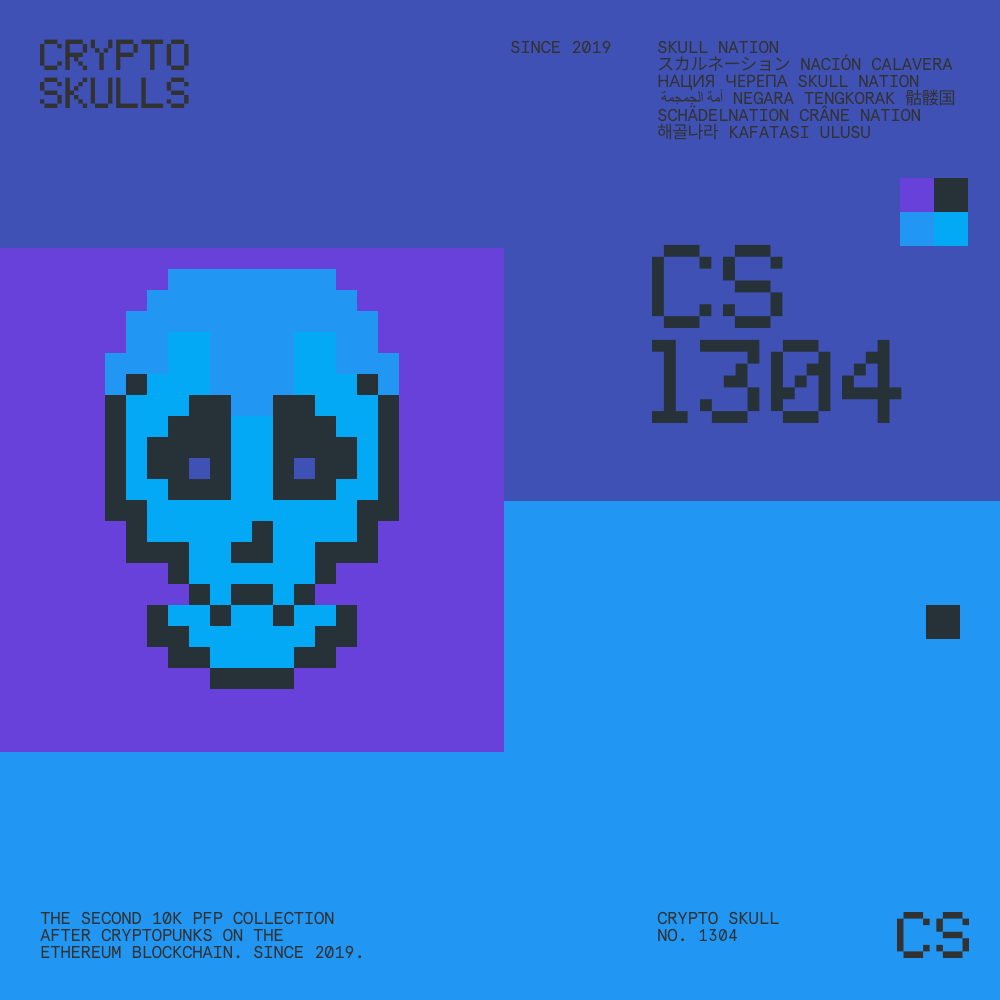 CRYPTO
SKULLS
SINCE 2019
SKULL NATION
スカルネーション NACIÓN CALAVERA
НАЦИЯ ЧЕРЕПА SKULL NATION
أمة الجمجمة NEGARA TENGKORAK 骷髅国
SCHÄDELNATION CRÂNE NATION
해골나라 KAFATASI ULUSU
CS
1304
THE SECOND 10K PFP COLLECTION
AFTER CRYPTOPUNKS ON THE
ETHEREUM BLOCKCHAIN. SINCE 2019.
CRYPTO SKULL
NO. 1304
CS